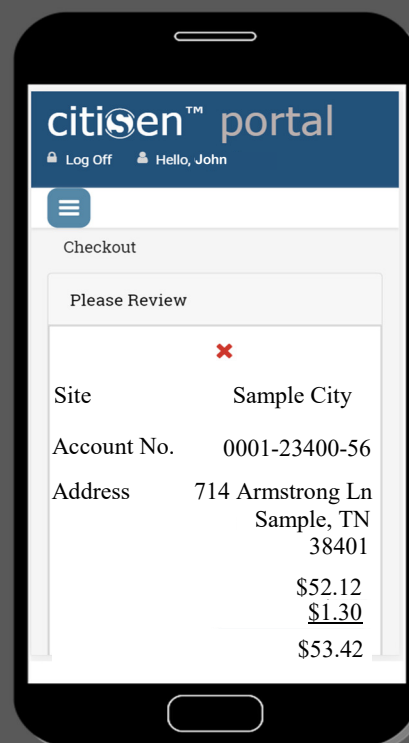 citisen™ portal
Log Off Hello, John
Checkout
Please Review
Site Sample City
Account No. 0001-23400-56
Address 714 Armstrong Ln
Sample, TN
38401
$52.12
$1.30
$53.42